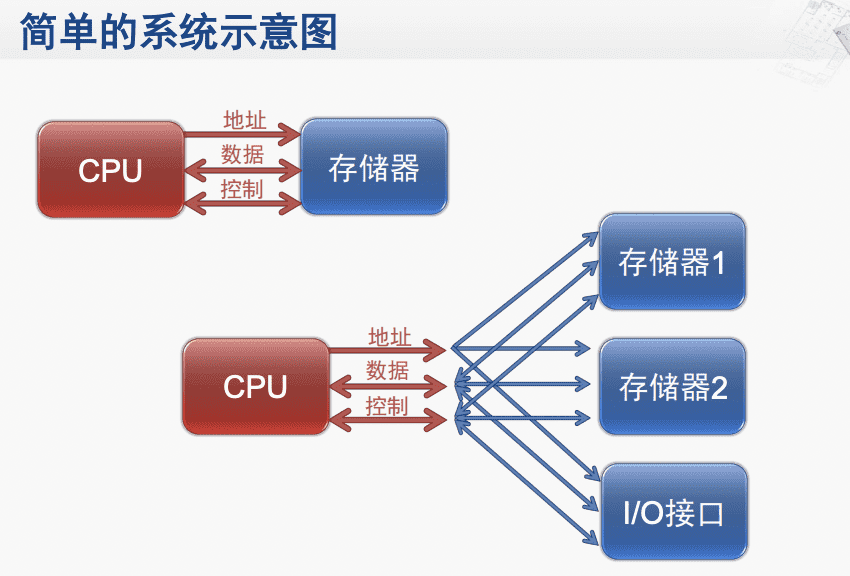 简单的系统示意图
CPU
地址
数据
控制
存储器
CPU
地址
数据
控制
存储器1
存储器2
I/O接口